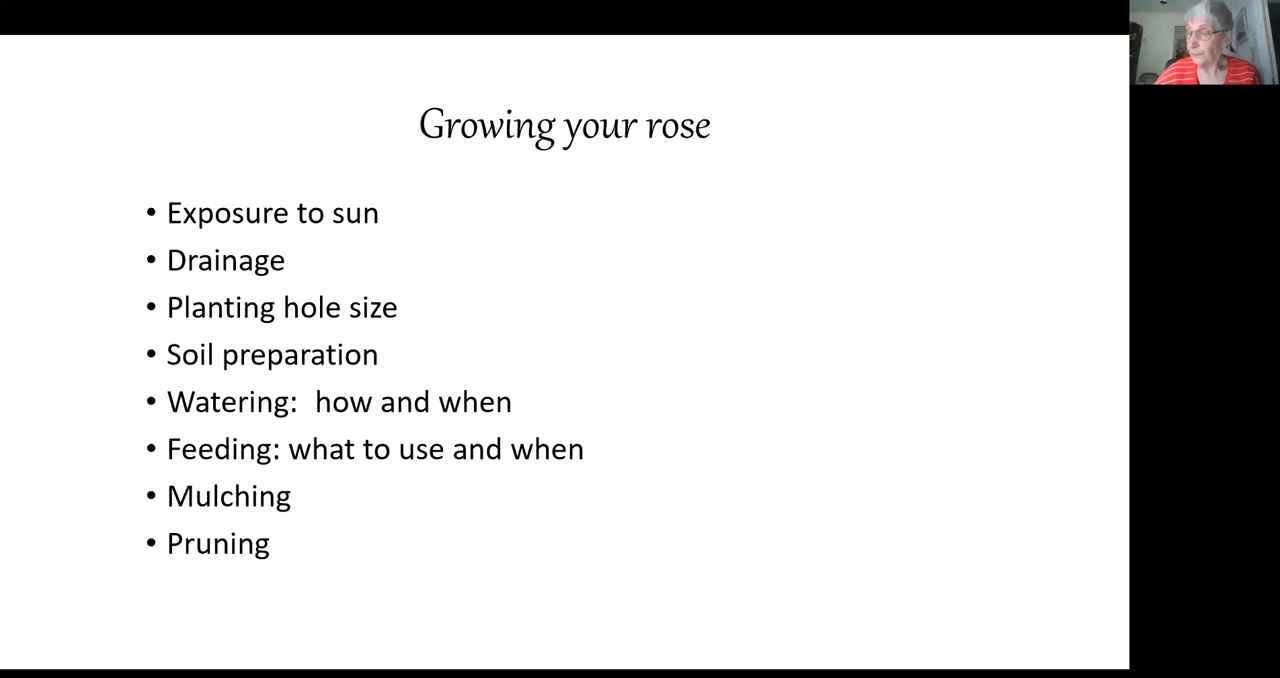 Growing your rose
• Exposure to sun
• Drainage
• Planting hole size
• Soil preparation
• Watering:  how and when
• Feeding: what to use and when
• Mulching
• Pruning